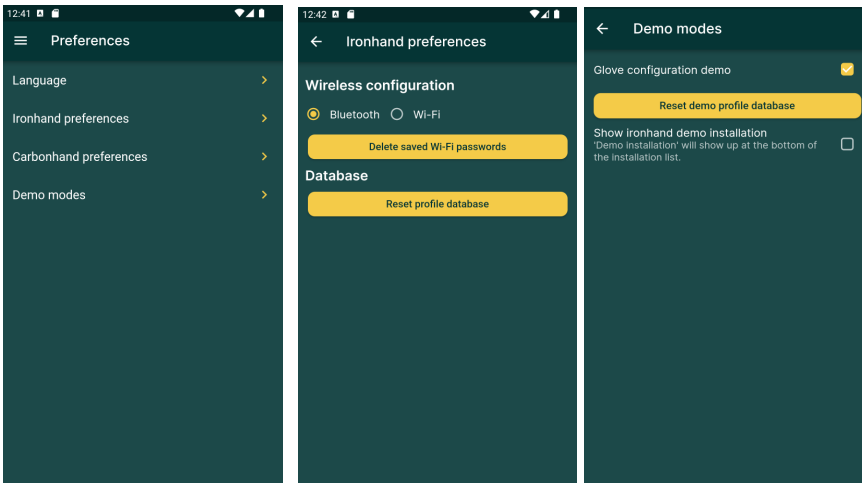 12:41
Preferences
Language
Ironhand preferences
Carbonhand preferences
Demo modes
12:42
Ironhand preferences
Wireless configuration
Bluetooth Wi-Fi
Delete saved Wi-Fi passwords
Database
Reset profile database
Demo modes
Glove configuration demo
Reset demo profile database
Show ironhand demo installation
'Demo installation' will show up at the bottom of
the installation list.